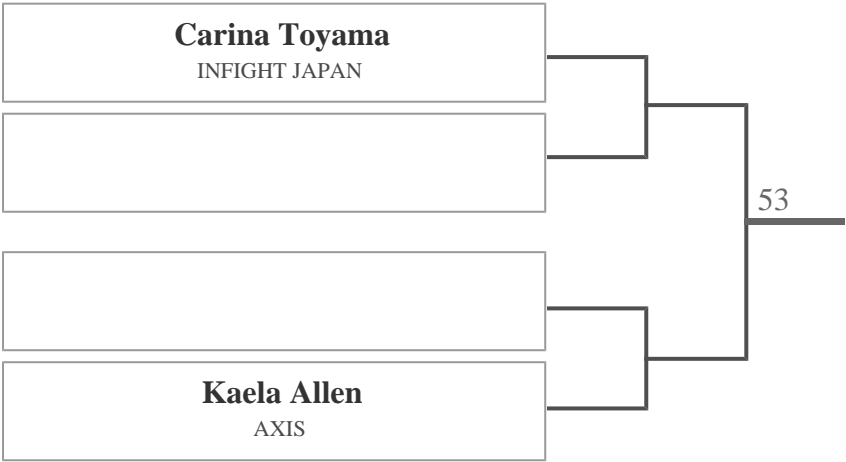 Carina Toyama
INFIGHT JAPAN
53
Kaela Allen
AXIS